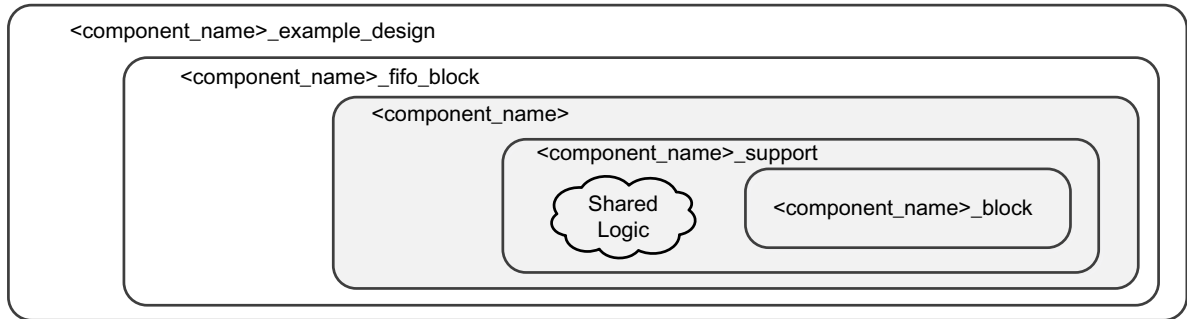 <component_name>_example_design
<component_name>_fifo_block
<component_name>
<component_name>_support
Shared
Logic
<component_name>_block